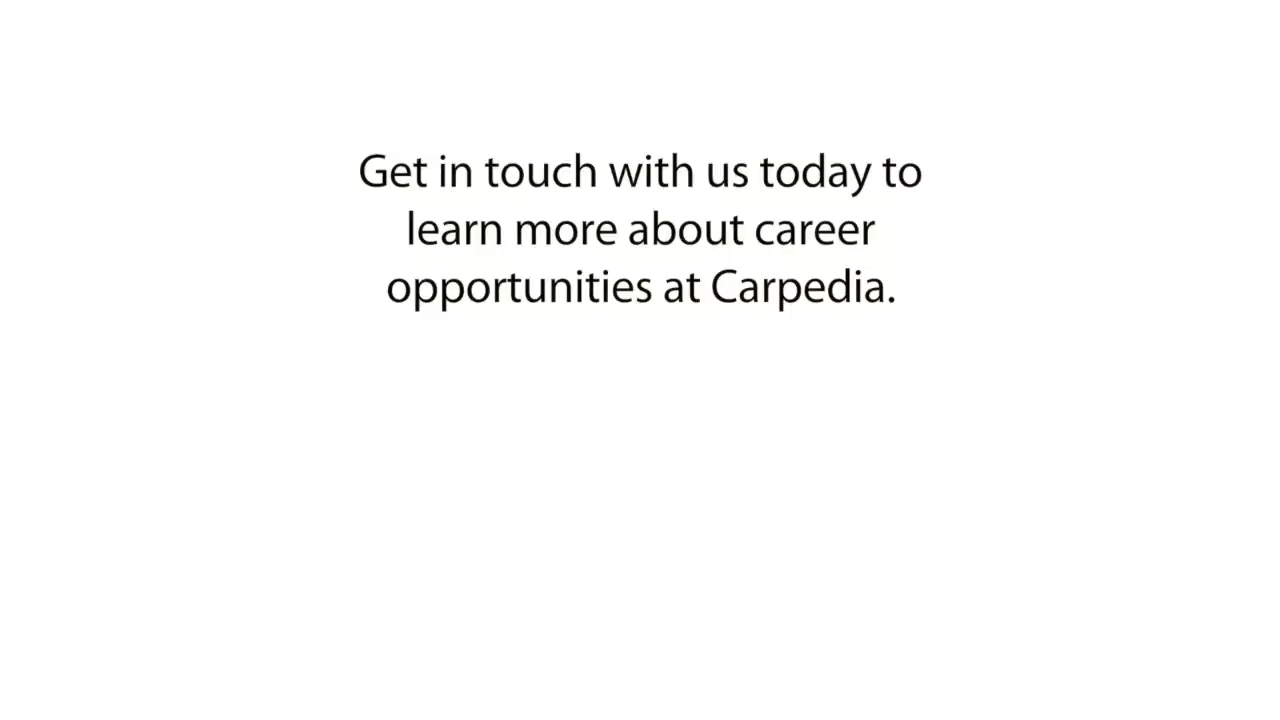 Get in touch with us today to
learn more about career
opportunities at Carpedia.